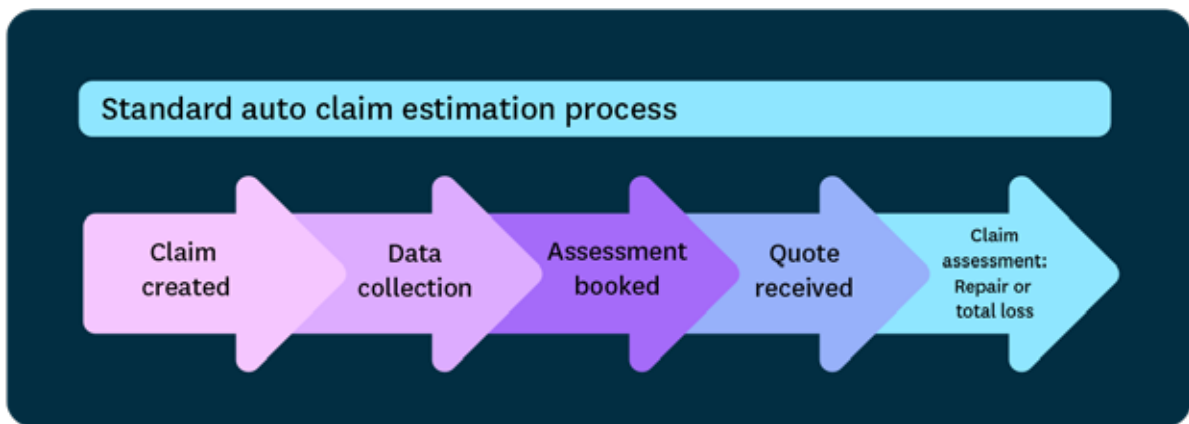 Standard auto claim estimation process
Claim
created
Data
collection
Assessment
booked
Quote
received
Claim
assessment:
Repair or
total loss